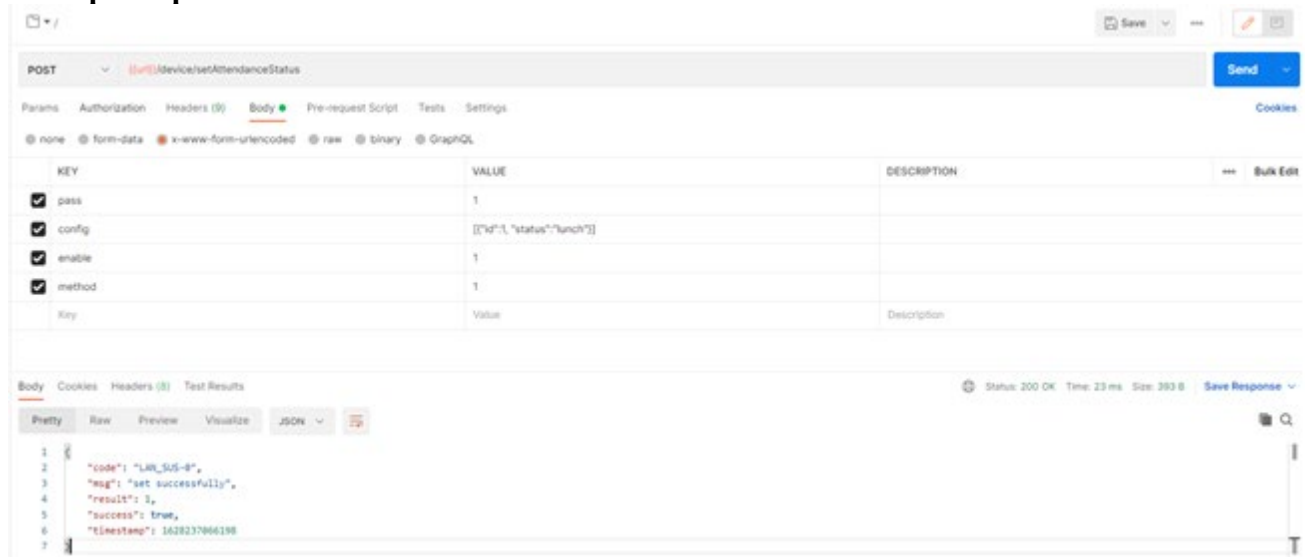 /
Save
POST {{url}}/device/setAttendanceStatus Send
Params Authorization Headers (9) Body Pre-request Script Tests Settings Cookies
none form-data x-www-form-urlencoded raw binary GraphQL
KEY VALUE DESCRIPTION ••• Bulk Edit
pass 1
config [{"id":1, "status":"lunch"}]
enable 1
method 1
Key Value Description
Body Cookies Headers (8) Test Results Status: 200 OK Time: 23 ms Size: 393 B Save Response
Pretty Raw Preview Visualize JSON
1 {
2 "code": "LAN_SUS-0",
3 "msg": "set successfully",
4 "result": 1,
5 "success": true,
6 "timestamp": 1628237066198
7 }